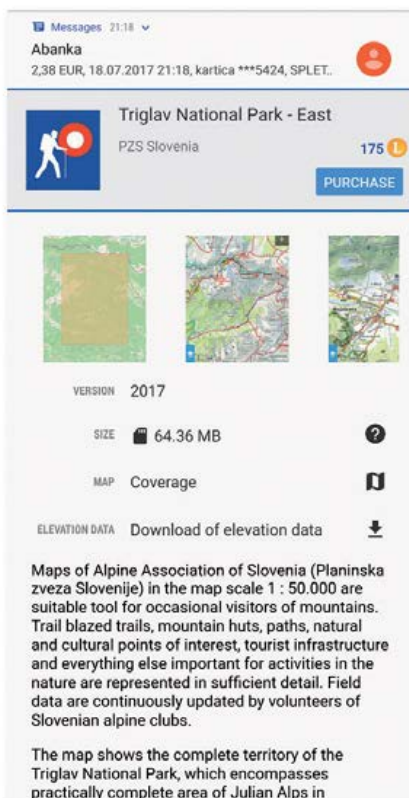 Messages 21:18
Abanka
2,38 EUR, 18.07.2017 21:18, kartica ***5424, SPLET..
Triglav National Park - East
PZS Slovenia
175 L
PURCHASE
VERSION 2017
SIZE 64.36 MB
MAP Coverage
ELEVATION DATA Download of elevation data
Maps of Alpine Association of Slovenia (Planinska
zveza Slovenije) in the map scale 1 : 50.000 are
suitable tool for occasional visitors of mountains.
Trail blazed trails, mountain huts, paths, natural
and cultural points of interest, tourist infrastructure
and everything else important for activities in the
nature are represented in sufficient detail. Field
data are continuously updated by volunteers of
Slovenian alpine clubs.
The map shows the complete territory of the
Triglav National Park, which encompasses
practically complete area of Julian Alps in